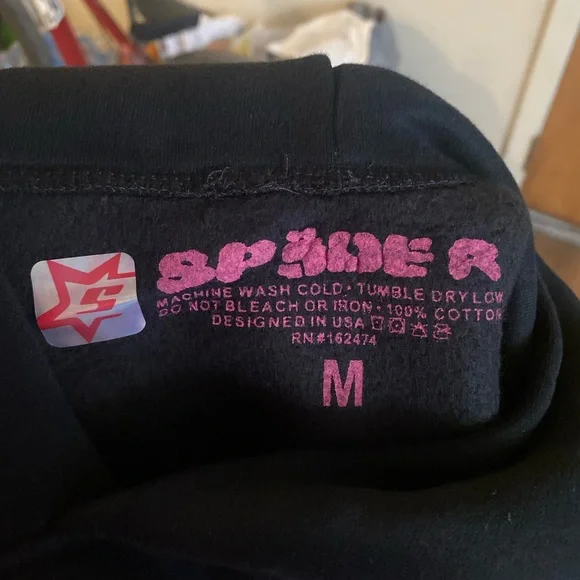 S
SP5DER
MACHINE WASH COLD · TUMBLE DRY LOW
DO NOT BLEACH OR IRON · 100% COTTON
DESIGNED IN USA
RN#162474
M